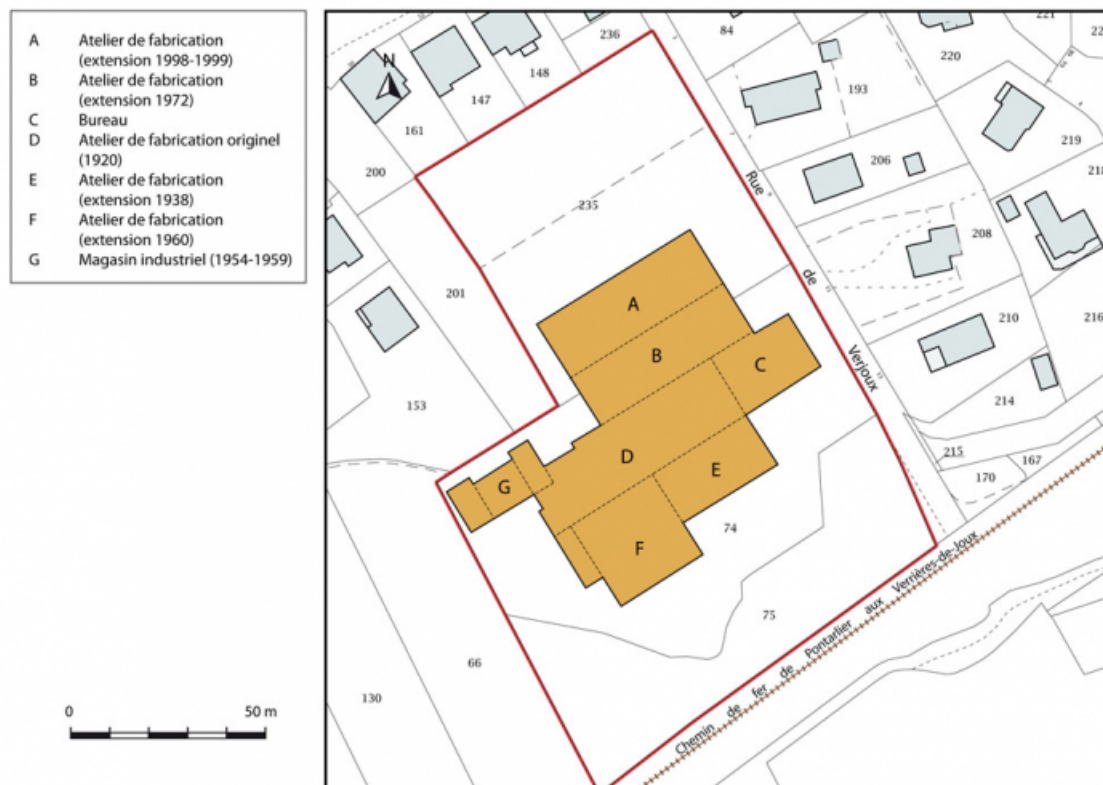 A Atelier de fabrication
(extension 1998-1999)
B Atelier de fabrication
(extension 1972)
C Bureau
D Atelier de fabrication originel
(1920)
E Atelier de fabrication
(extension 1938)
F Atelier de fabrication
(extension 1960)
G Magasin industriel (1954-1959)
0 50 m
N
236
84
221
220
148
147
193
161
219
200
206
218
235
Rue de Verjoux
208
201
A
210
216
B
C
153
214
D
215
167
E
170
G
74
F
75
66
130
Chemin de fer de Pontarlier aux Verrières-de-Joux